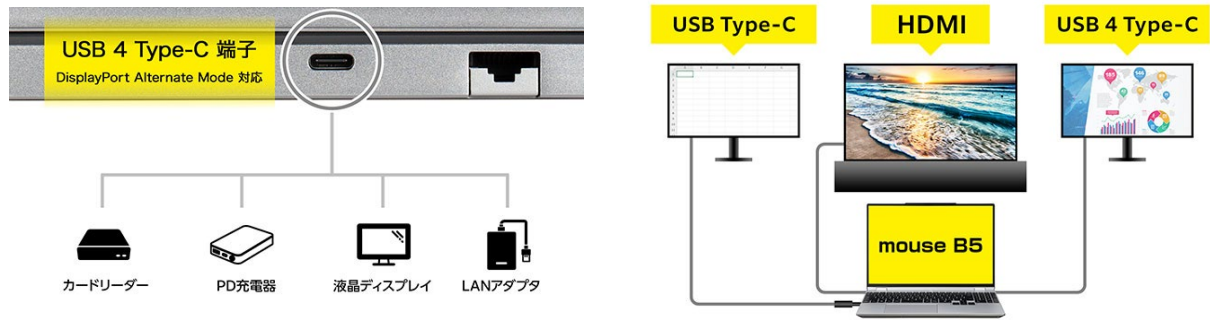 USB 4 Type-C 端子
DisplayPort Alternate Mode 対応
カードリーダー
PD充電器
液晶ディスプレイ
LANアダプタ
USB Type-C
HDMI
USB 4 Type-C
mouse B5